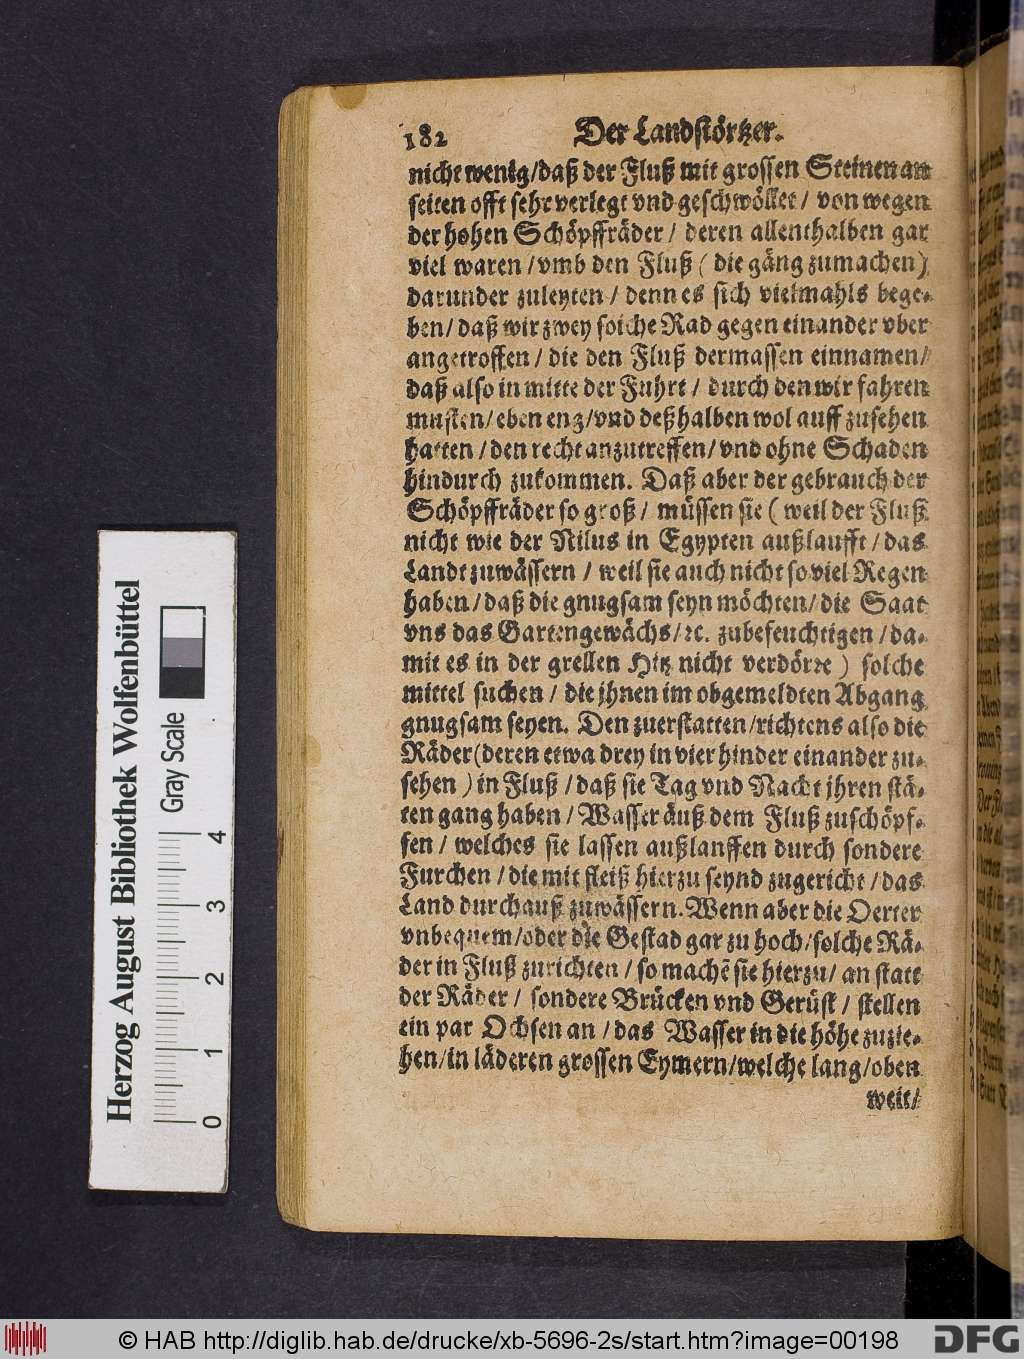 182 Der Landstörtzer.
nicht wenig/daß der Fluß mit grossen Steinen an
seiten offt sehr verlegt vnd geschwöllet/ von wegen
der hohen Schöpffräder/ deren allenthalben gar
viel waren/vmb den Fluß ( die gäng zumachen)
darunder zuleyten/ denn es sich vielmahls bege-
ben/ daß wir zwey solche Rad gegen einander vber
angetroffen/ die den Fluß dermassen einnamen/
daß also in mitte der Fuhrt/ durch den wir fahren
musten/ eben eng/vnd deßhalben wol auff zusehen
hatten/den recht anzutreffen/ vnd ohne Schaden
hindurch zukommen. Daß aber der gebrauch der
Schöpffräder so groß/ müssen sie ( weil der Fluß
nicht wie der Nilus in Egypten außlaufft/das
Landt zuwässern/ weil sie auch nicht so viel Regen
haben/daß die gnugsam seyn möchten/die Saat
vns das Gartengewächs/ꝛc. zubefeuchtigen/da-
mit es in der grellen Hitz nicht verdörre) solche
mittel suchen/ die jhnen im obgemeldten Abgang
gnugsam seyen. Den zuerstatten/richtens also die
Räder(deren etwa drey in vier hinder einander zu-
sehen) in Fluß/daß sie Tag vnd Nacht jhren stä-
ten gang haben/ Wasser äuß dem Fluß zuschöpf-
fen/ welches sie lassen außlauffen durch sondere
Furchen/die mit fleiß hierzu seynd zugericht/das
Land durchauß zuwässern. Wenn aber die Oerter
vnbequem/oder die Gestad gar zu hoch/solche Rä-
der in Fluß zurichten/ so machē sie hierzu/ an statt
der Räder/ sondere Brücken vnd Gerüst/ stellen
ein par Ochsen an/das Wasser in die höhe zuzie-
hen/in läderen grossen Eymern/welche lang/oben
weit/
Herzog August Bibliothek Wolfenbüttel
Gray Scale
0 1 2 3 4
© HAB http://diglib.hab.de/drucke/xb-5696-2s/start.htm?image=00198
DFG